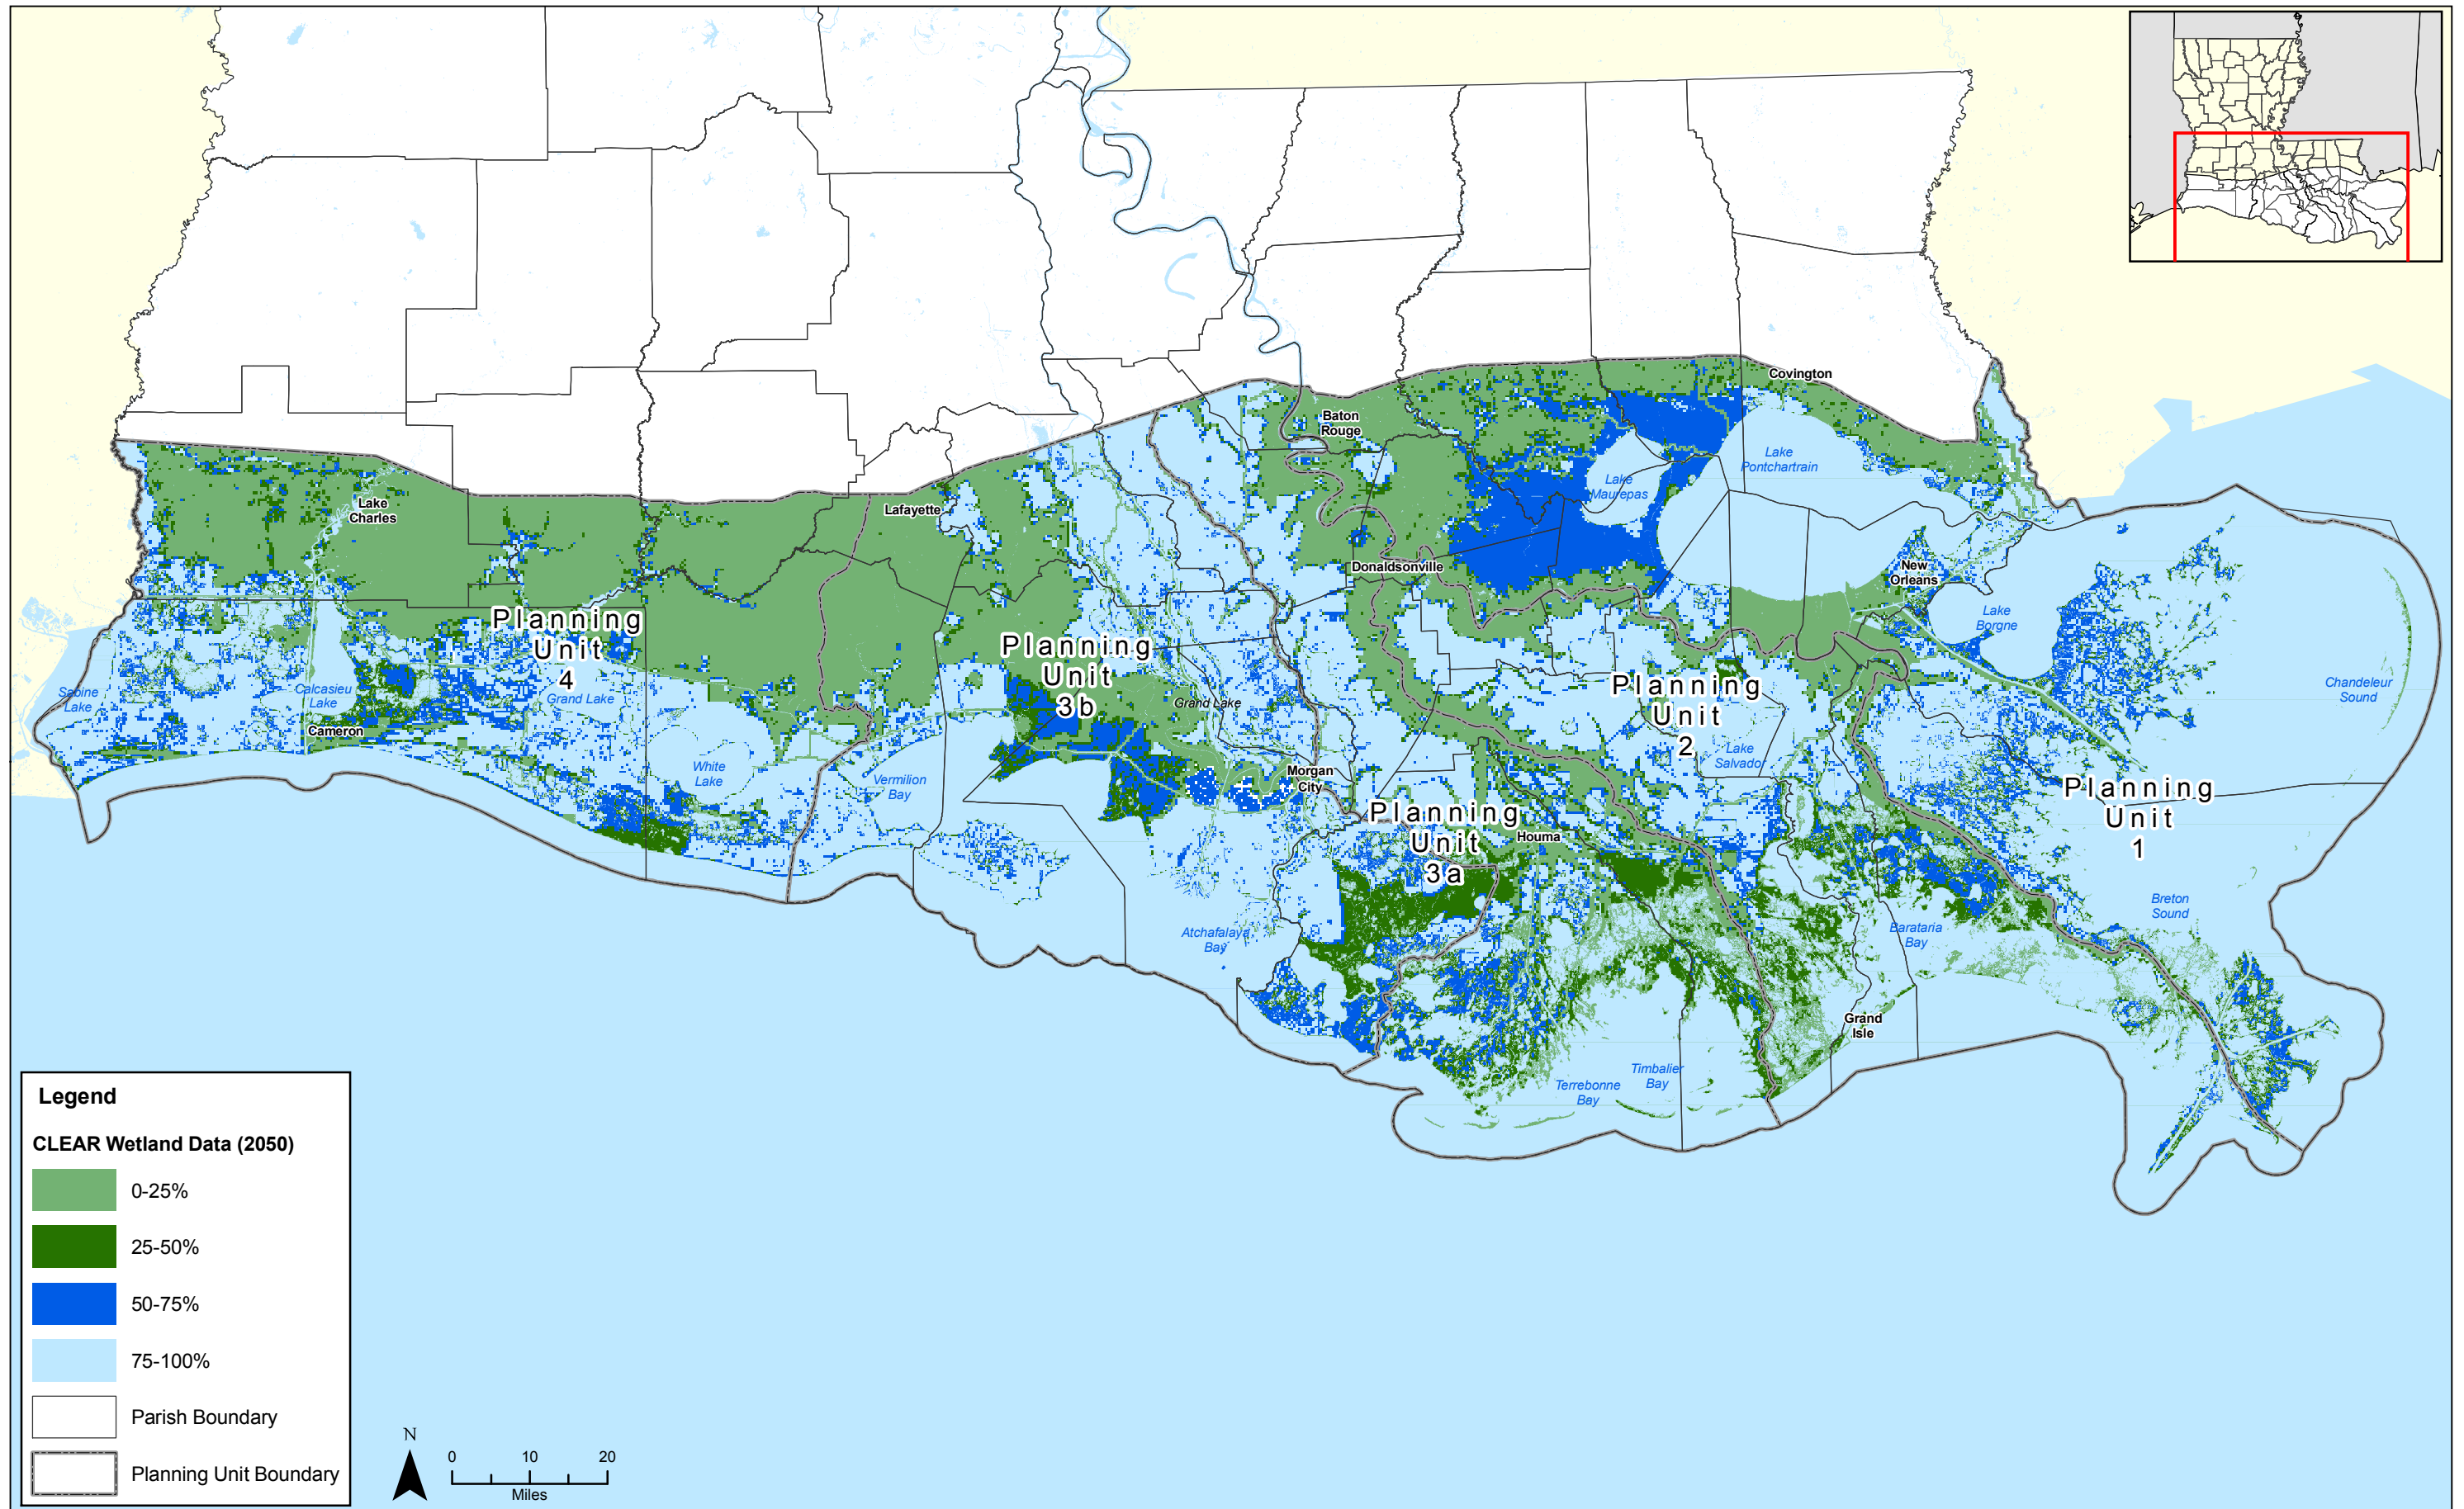 Covington
Baton
Rouge
Lake
Pontchartrain
Lake
Maurepas
Lake
Charles
Lafayette
Donaldsonville
New
Orleans
Lake
Borgne
Planning
Unit
4
Planning
Unit
3b
Planning
Unit
2
Planning
Unit
1
Planning
Unit
3a
Sabine
Lake
Calcasieu
Lake
Grand Lake
Grand Lake
Chandeleur
Sound
Cameron
White
Lake
Vermilion
Bay
Morgan
City
Lake
Salvador
Houma
Breton
Sound
Atchafalaya
Bay
Barataria
Bay
Grand
Isle
Timbalier
Bay
Terrebonne
Bay
Legend
CLEAR Wetland Data (2050)
0-25%
25-50%
50-75%
75-100%
Parish Boundary
Planning Unit Boundary
N
0 10 20
Miles